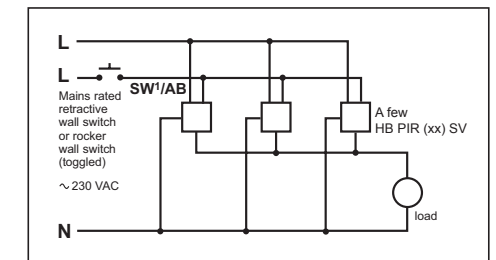 L
L
SW¹/AB
Mains rated
retractive
wall switch
or rocker
wall switch
(toggled)
~ 230 VAC
A few
HB PIR (xx) SV
load
N